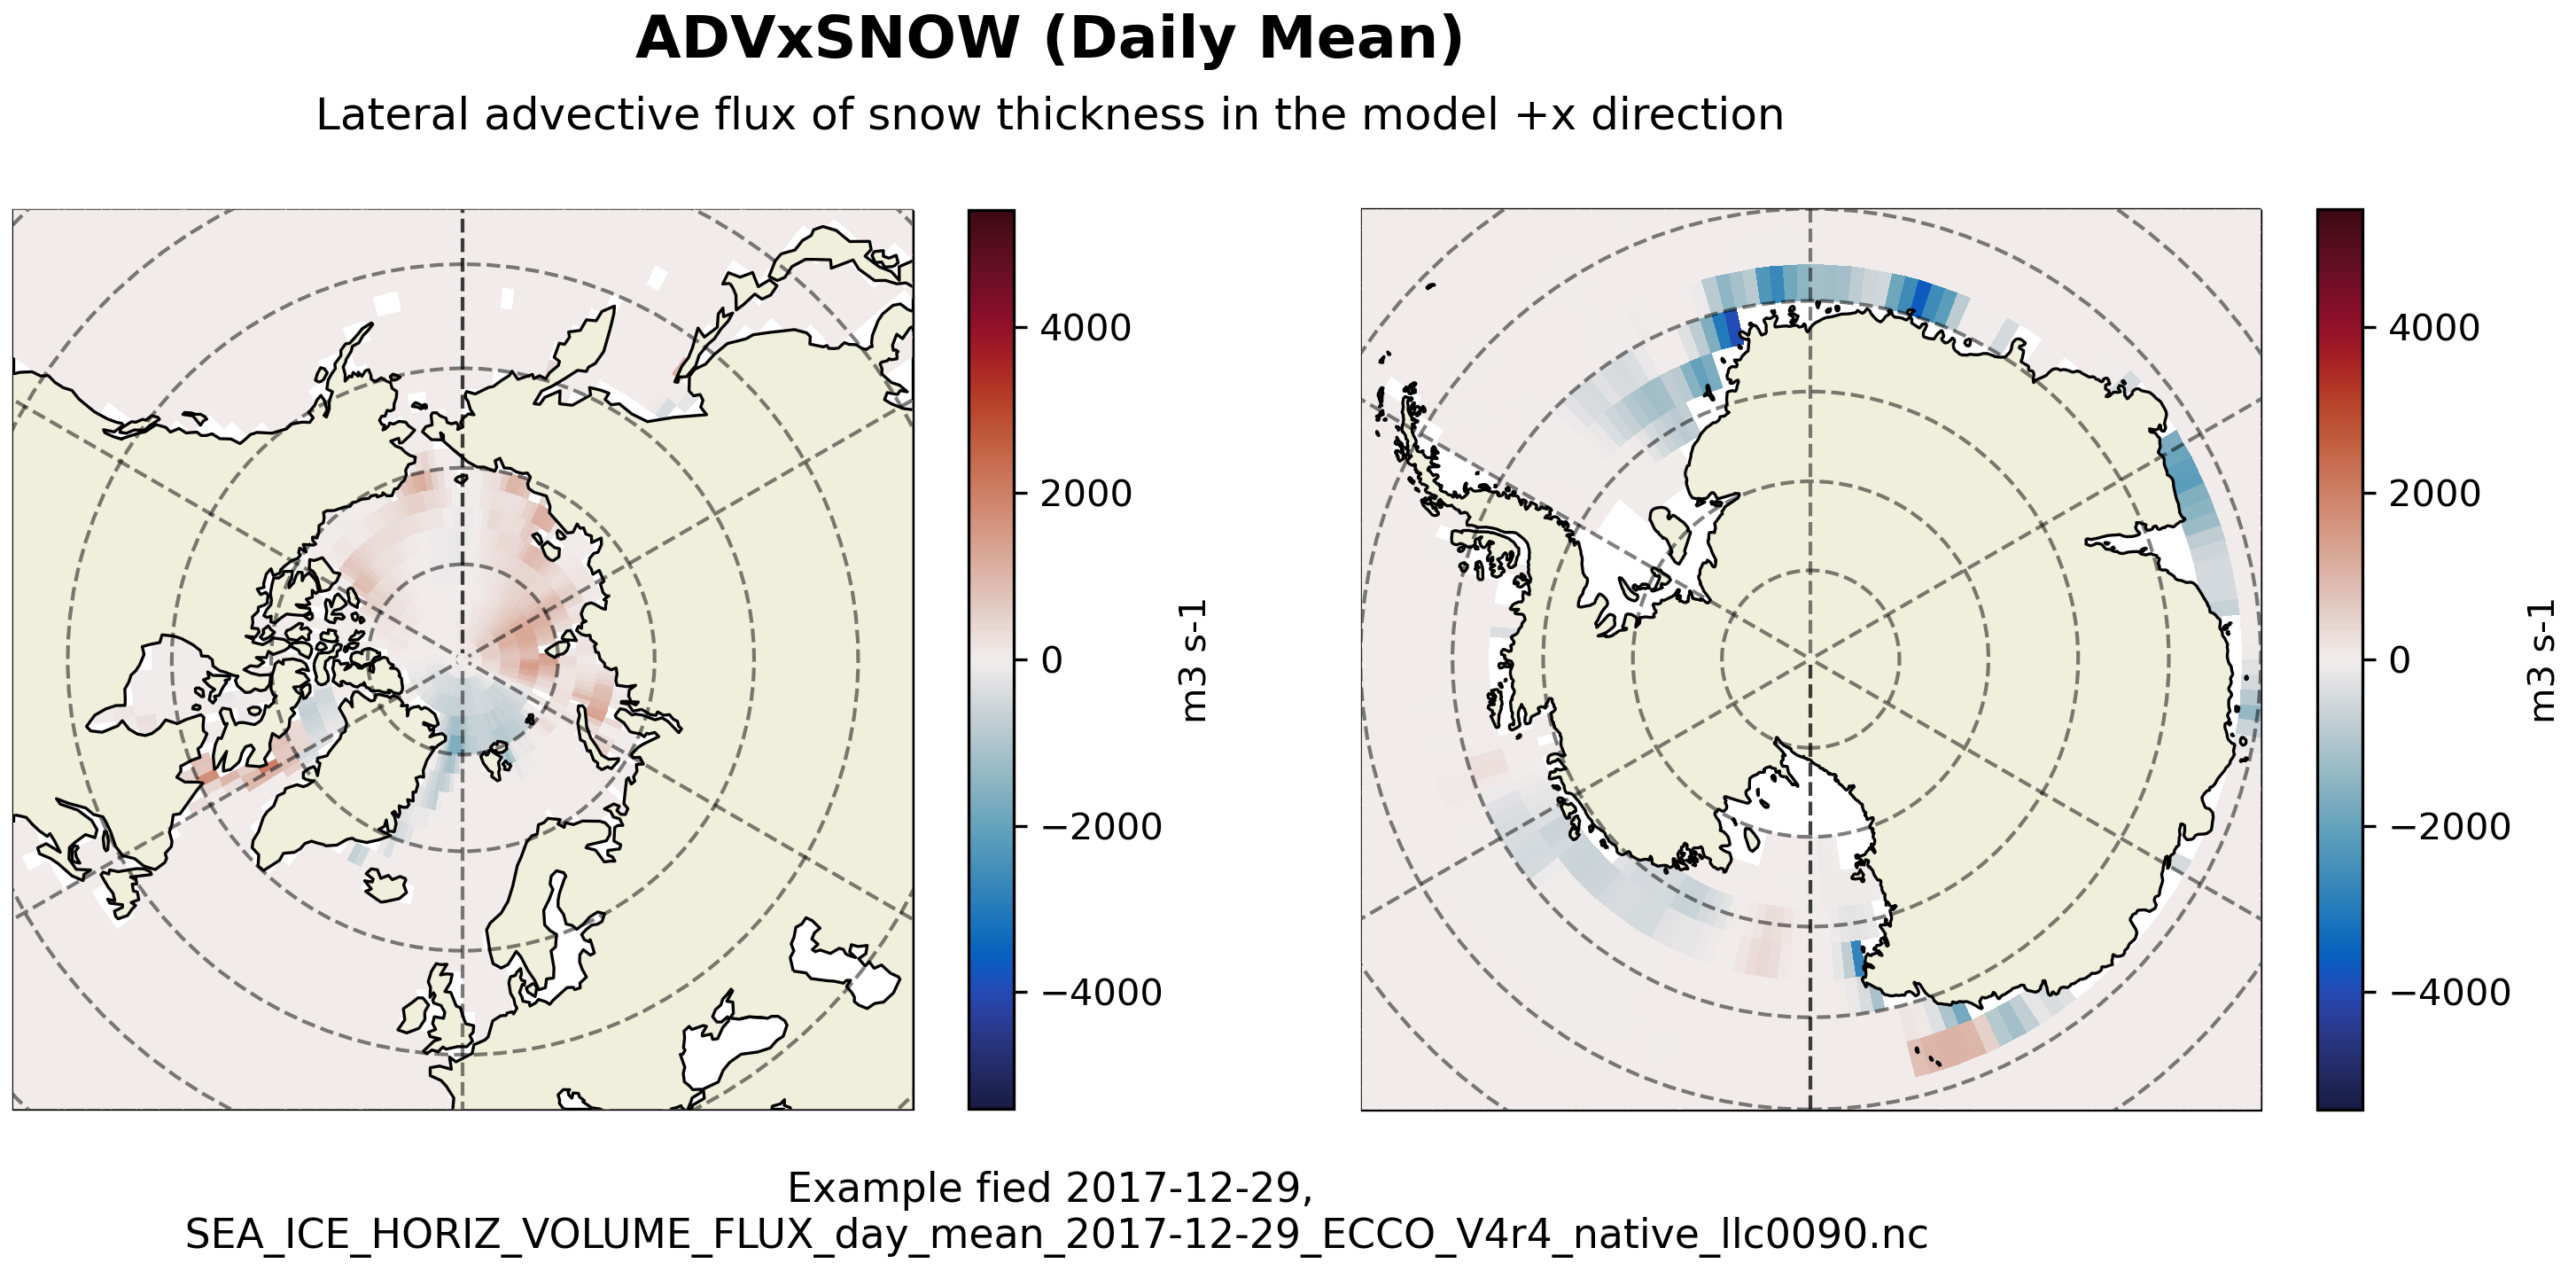 ADVxSNOW (Daily Mean)
Lateral advective flux of snow thickness in the model +x direction
4000
2000
0
−2000
−4000
m3 s-1
4000
2000
0
−2000
−4000
m3 s-1
Example fied 2017-12-29,
SEA_ICE_HORIZ_VOLUME_FLUX_day_mean_2017-12-29_ECCO_V4r4_native_llc0090.nc